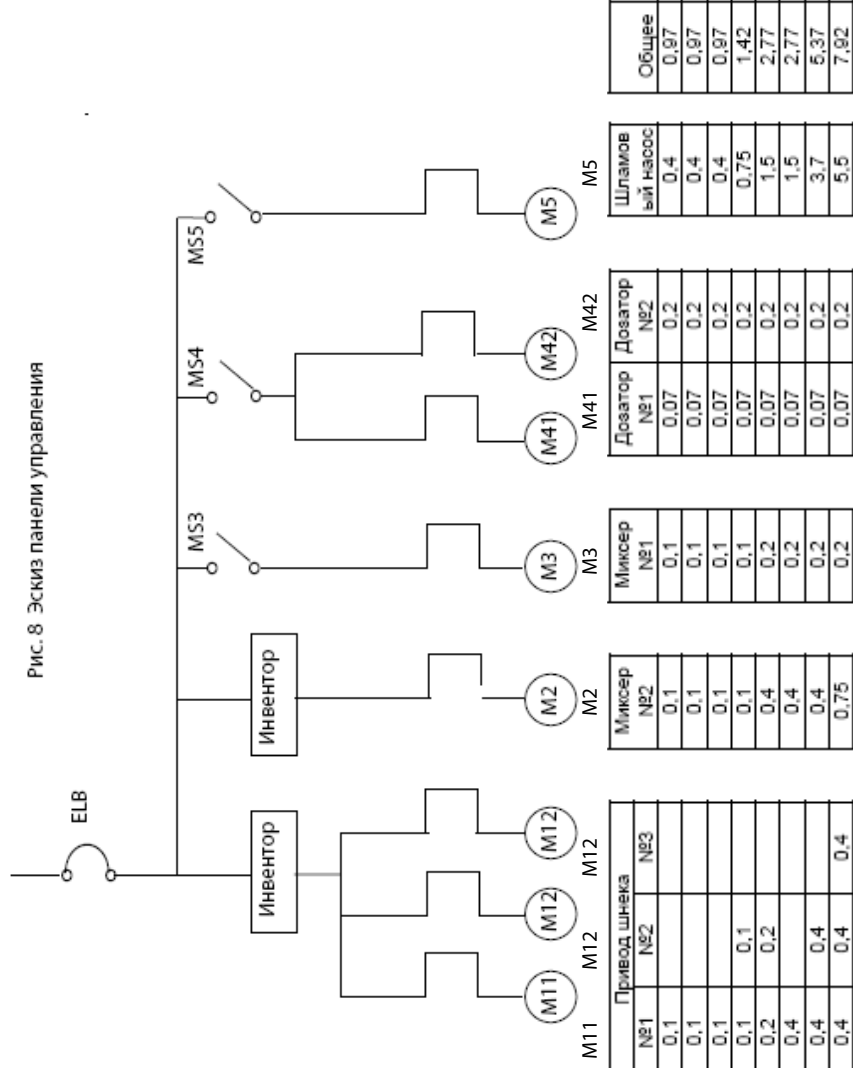 Рис. 8 Эскиз панели управления
ELB
MS3
MS4
MS5
Инвентор
Инвентор
M11
M12
M12
M2
M3
M41
M42
M5
M11
M12
M12
M2
M3
M41
M42
M5
Привод шнека
Миксер №2
Миксер №1
Дозатор №1
Дозатор №2
Шламов ый насос
Общее
№1
№2
№3
0,1 0,1 0,1 0,07 0,2 0,4 0,97
0,1 0,1 0,1 0,07 0,2 0,4 0,97
0,1 0,1 0,1 0,07 0,2 0,4 0,97
0,1 0,1 0,1 0,1 0,07 0,2 0,75 1,42
0,2 0,2 0,4 0,2 0,07 0,2 1,5 2,77
0,4 0,4 0,2 0,07 0,2 1,5 2,77
0,4 0,4 0,4 0,2 0,07 0,2 3,7 5,37
0,4 0,4 0,4 0,75 0,2 0,07 0,2 5,5 7,92